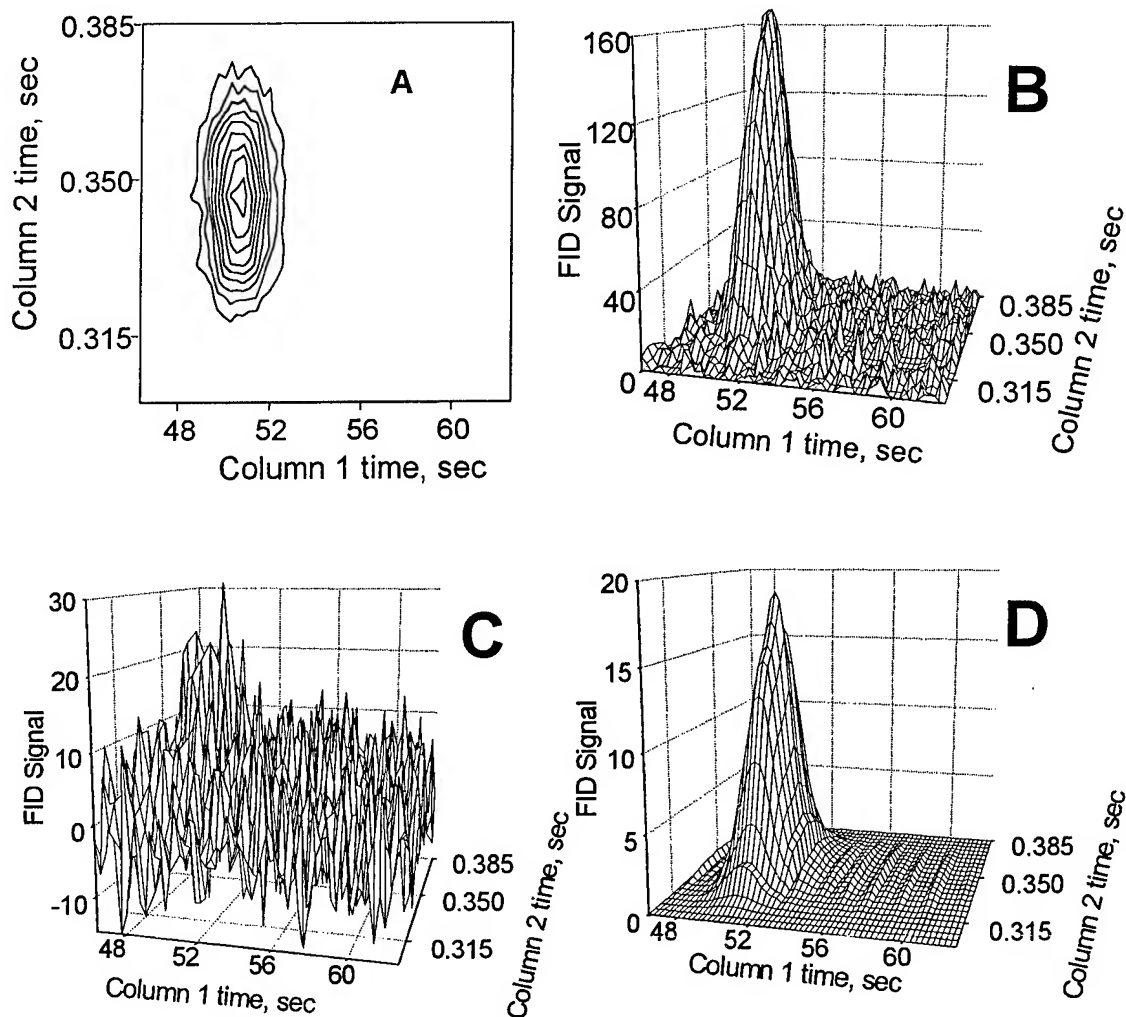 A
0.385
0.350
0.315
Column 2 time, sec
48 52 56 60
Column 1 time, sec
B
160
120
80
40
0
FID Signal
48 52 56 60
Column 1 time, sec
0.385
0.350
0.315
Column 2 time, sec
C
30
20
10
0
-10
FID Signal
48 52 56 60
Column 1 time, sec
0.385
0.350
0.315
Column 2 time, sec
D
20
15
10
5
0
FID Signal
48 52 56 60
Column 1 time, sec
0.385
0.350
0.315
Column 2 time, sec